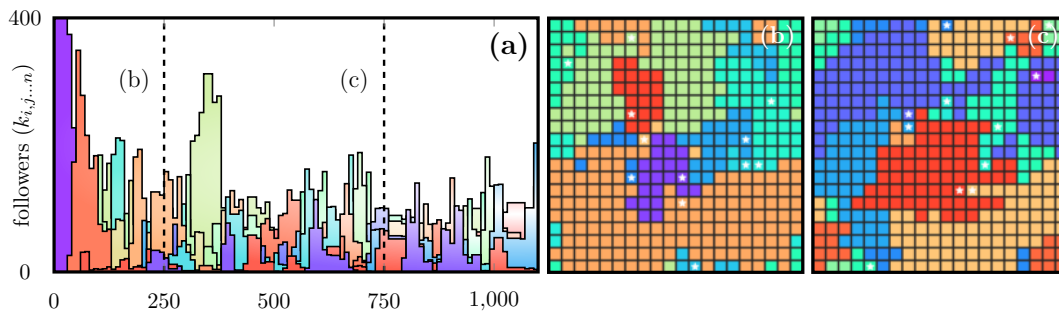 400
(a)
(b)
(c)
followers (k_{i,j...n})
0
0
250
500
750
1,000
(b)
(c)